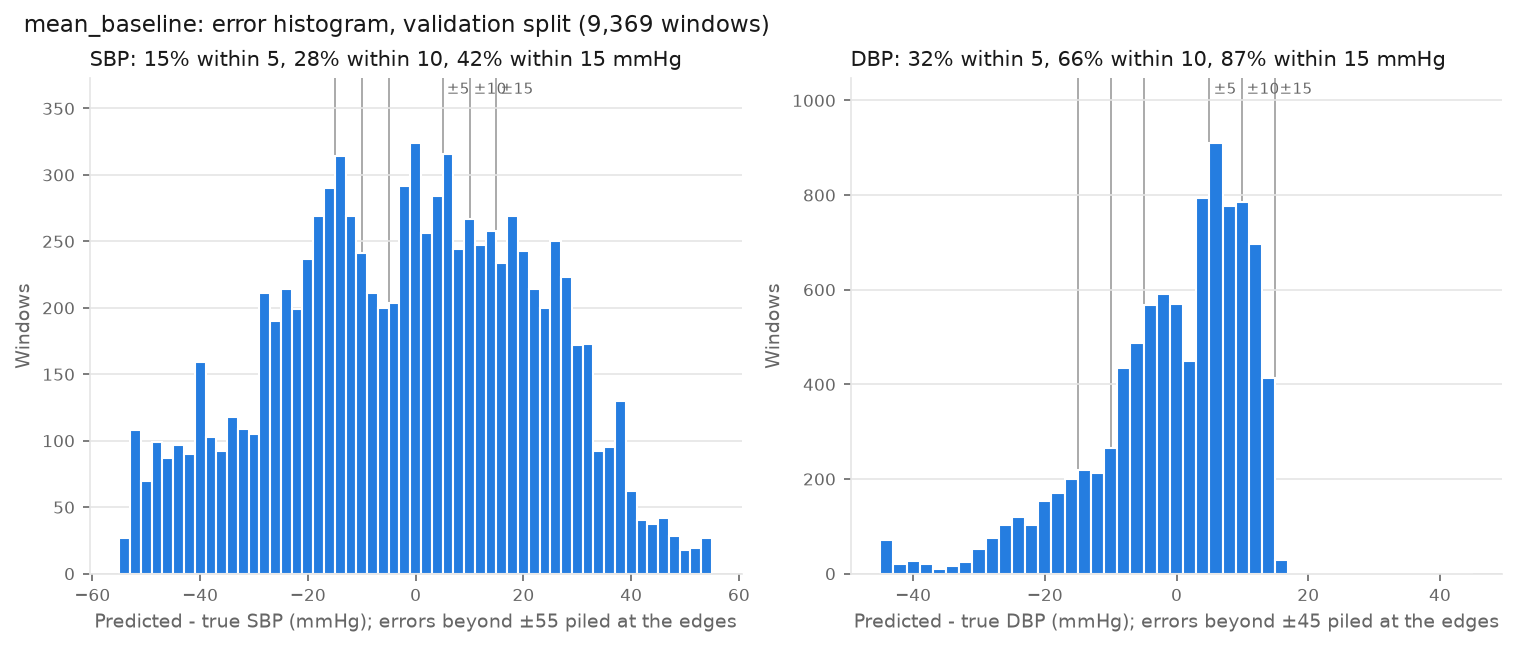 mean_baseline: error histogram, validation split (9,369 windows)
SBP: 15% within 5, 28% within 10, 42% within 15 mmHg
±5 ±10 ±15
350
300
250
200
150
100
50
0
Windows
−60 −40 −20 0 20 40 60
Predicted - true SBP (mmHg); errors beyond ±55 piled at the edges
DBP: 32% within 5, 66% within 10, 87% within 15 mmHg
±5 ±10 ±15
1000
800
600
400
200
0
Windows
−40 −20 0 20 40
Predicted - true DBP (mmHg); errors beyond ±45 piled at the edges